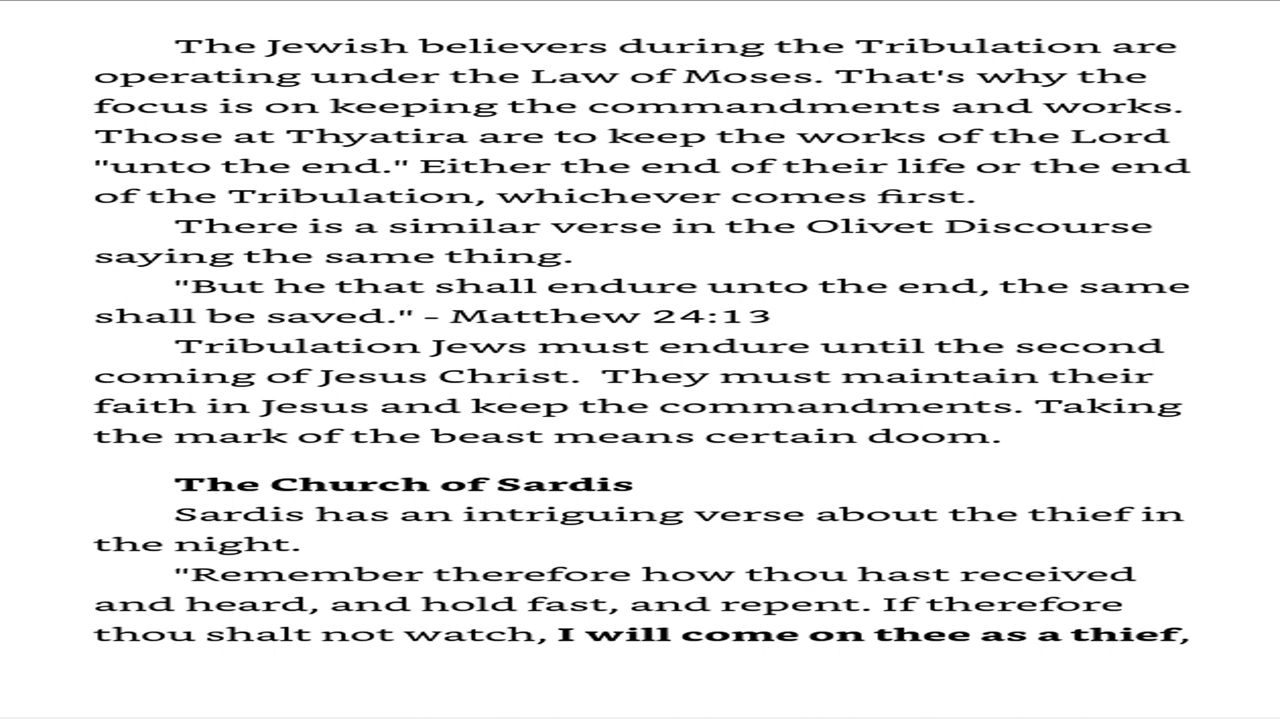 The Jewish believers during the Tribulation are
operating under the Law of Moses. That's why the
focus is on keeping the commandments and works.
Those at Thyatira are to keep the works of the Lord
"unto the end." Either the end of their life or the end
of the Tribulation, whichever comes first.
There is a similar verse in the Olivet Discourse
saying the same thing.
"But he that shall endure unto the end, the same
shall be saved." - Matthew 24:13
Tribulation Jews must endure until the second
coming of Jesus Christ.  They must maintain their
faith in Jesus and keep the commandments. Taking
the mark of the beast means certain doom.
The Church of Sardis
Sardis has an intriguing verse about the thief in
the night.
"Remember therefore how thou hast received
and heard, and hold fast, and repent. If therefore
thou shalt not watch, I will come on thee as a thief,